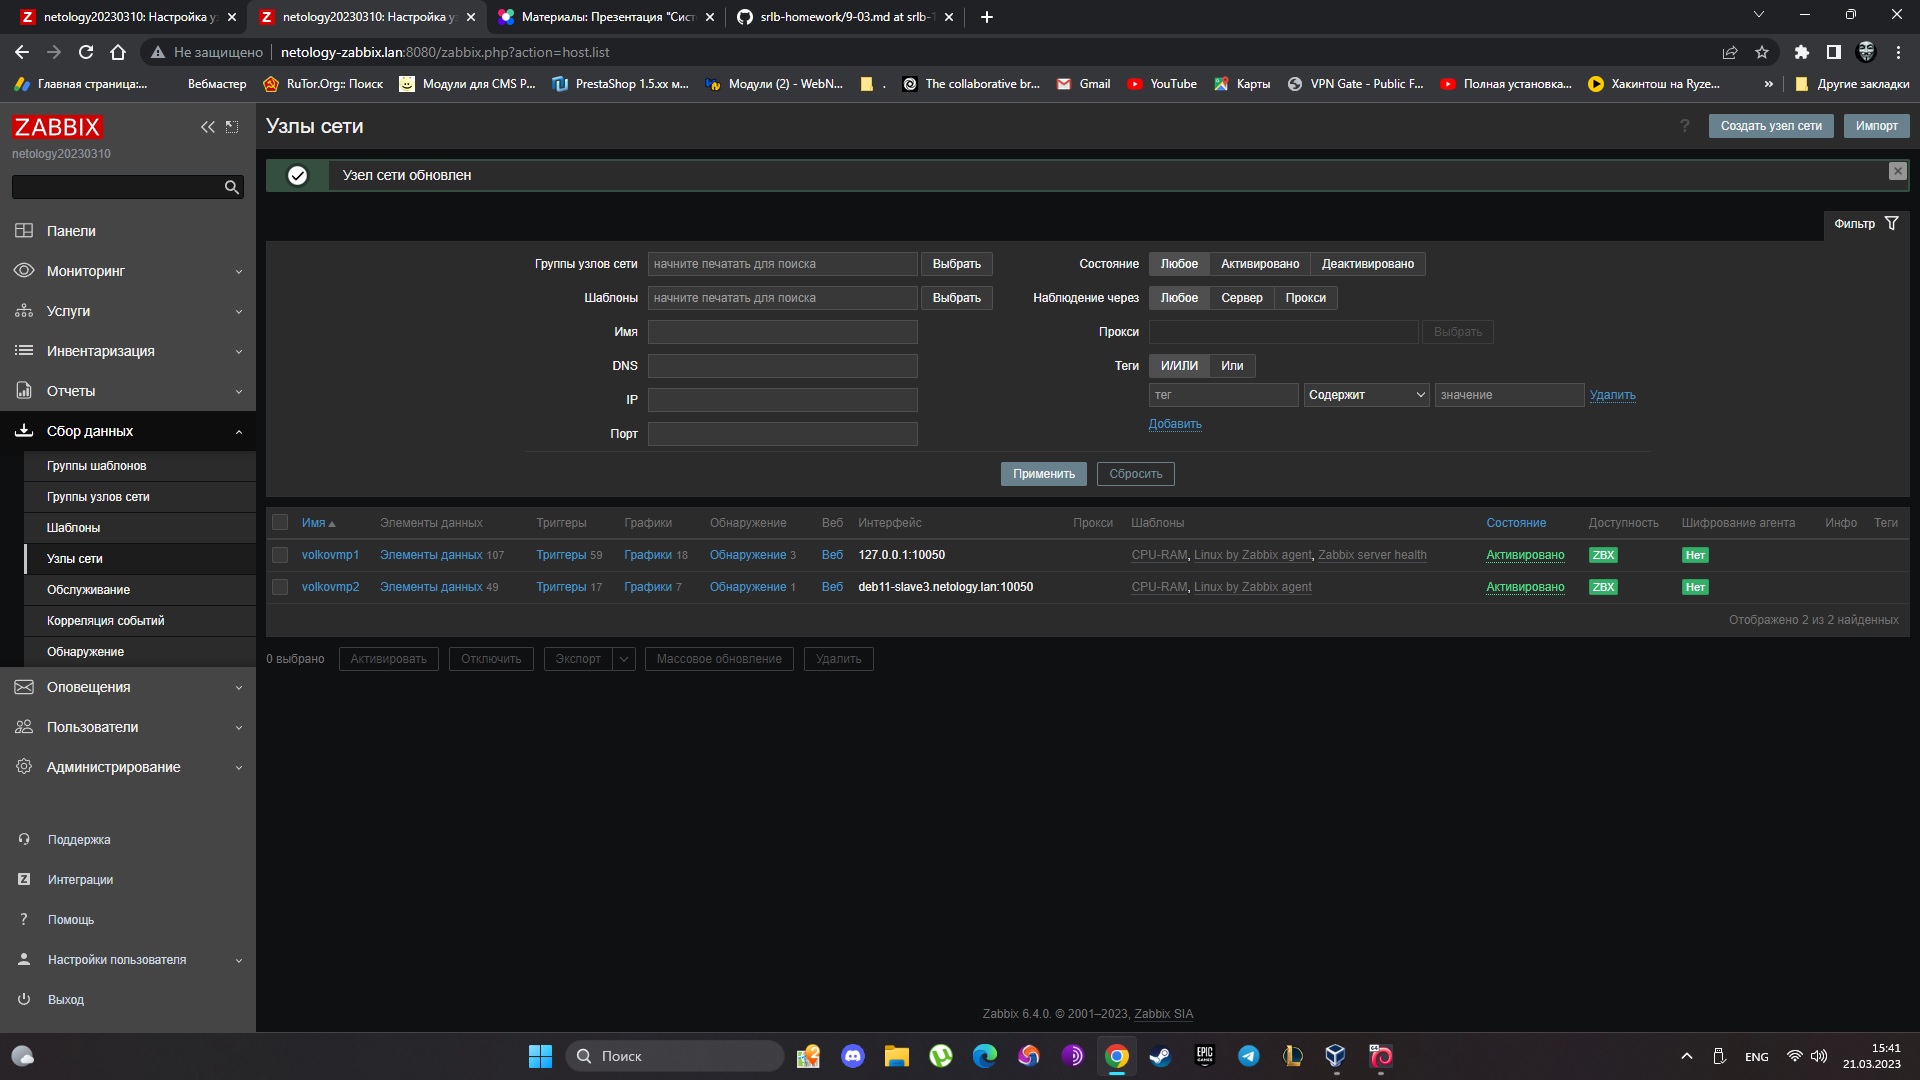 netology20230310: Настройка уз
netology20230310: Настройка уз
Материалы: Презентация "Сист
srlb-homework/9-03.md at srlb-1
Не защищено
netology-zabbix.lan:8080/zabbix.php?action=host.list
Главная страница:...
Вебмастер
RuTor.Org:: Поиск
Модули для CMS P...
PrestaShop 1.5.xx м...
Модули (2) - WebN...
.
The collaborative br...
Gmail
YouTube
Карты
VPN Gate - Public F...
Полная установка...
Хакинтош на Ryze...
»
Другие закладки
ZABBIX
netology20230310
Панели
Мониторинг
Услуги
Инвентаризация
Отчеты
Сбор данных
Группы шаблонов
Группы узлов сети
Шаблоны
Узлы сети
Обслуживание
Корреляция событий
Обнаружение
Оповещения
Пользователи
Администрирование
Поддержка
Интеграции
Помощь
Настройки пользователя
Выход
Узлы сети
?
Создать узел сети
Импорт
Узел сети обновлен
Фильтр
Группы узлов сети начните печатать для поиска Выбрать
Шаблоны начните печатать для поиска Выбрать
Имя
DNS
IP
Порт
Состояние Любое Активировано Деактивировано
Наблюдение через Любое Сервер Прокси
Прокси Выбрать
Теги И/ИЛИ Или
тег Содержит значение Удалить
Добавить
Применить Сбросить
Имя Элементы данных Триггеры Графики Обнаружение Веб Интерфейс Прокси Шаблоны Состояние Доступность Шифрование агента Инфо Теги
volkovmp1 Элементы данных 107 Триггеры 59 Графики 18 Обнаружение 3 Веб 127.0.0.1:10050 CPU-RAM, Linux by Zabbix agent, Zabbix server health Активировано ZBX Нет
volkovmp2 Элементы данных 49 Триггеры 17 Графики 7 Обнаружение 1 Веб deb11-slave3.netology.lan:10050 CPU-RAM, Linux by Zabbix agent Активировано ZBX Нет
Отображено 2 из 2 найденных
0 выбрано Активировать Отключить Экспорт Массовое обновление Удалить
Zabbix 6.4.0. © 2001–2023, Zabbix SIA
Поиск
EPIC
GAMES
ENG
15:41
21.03.2023